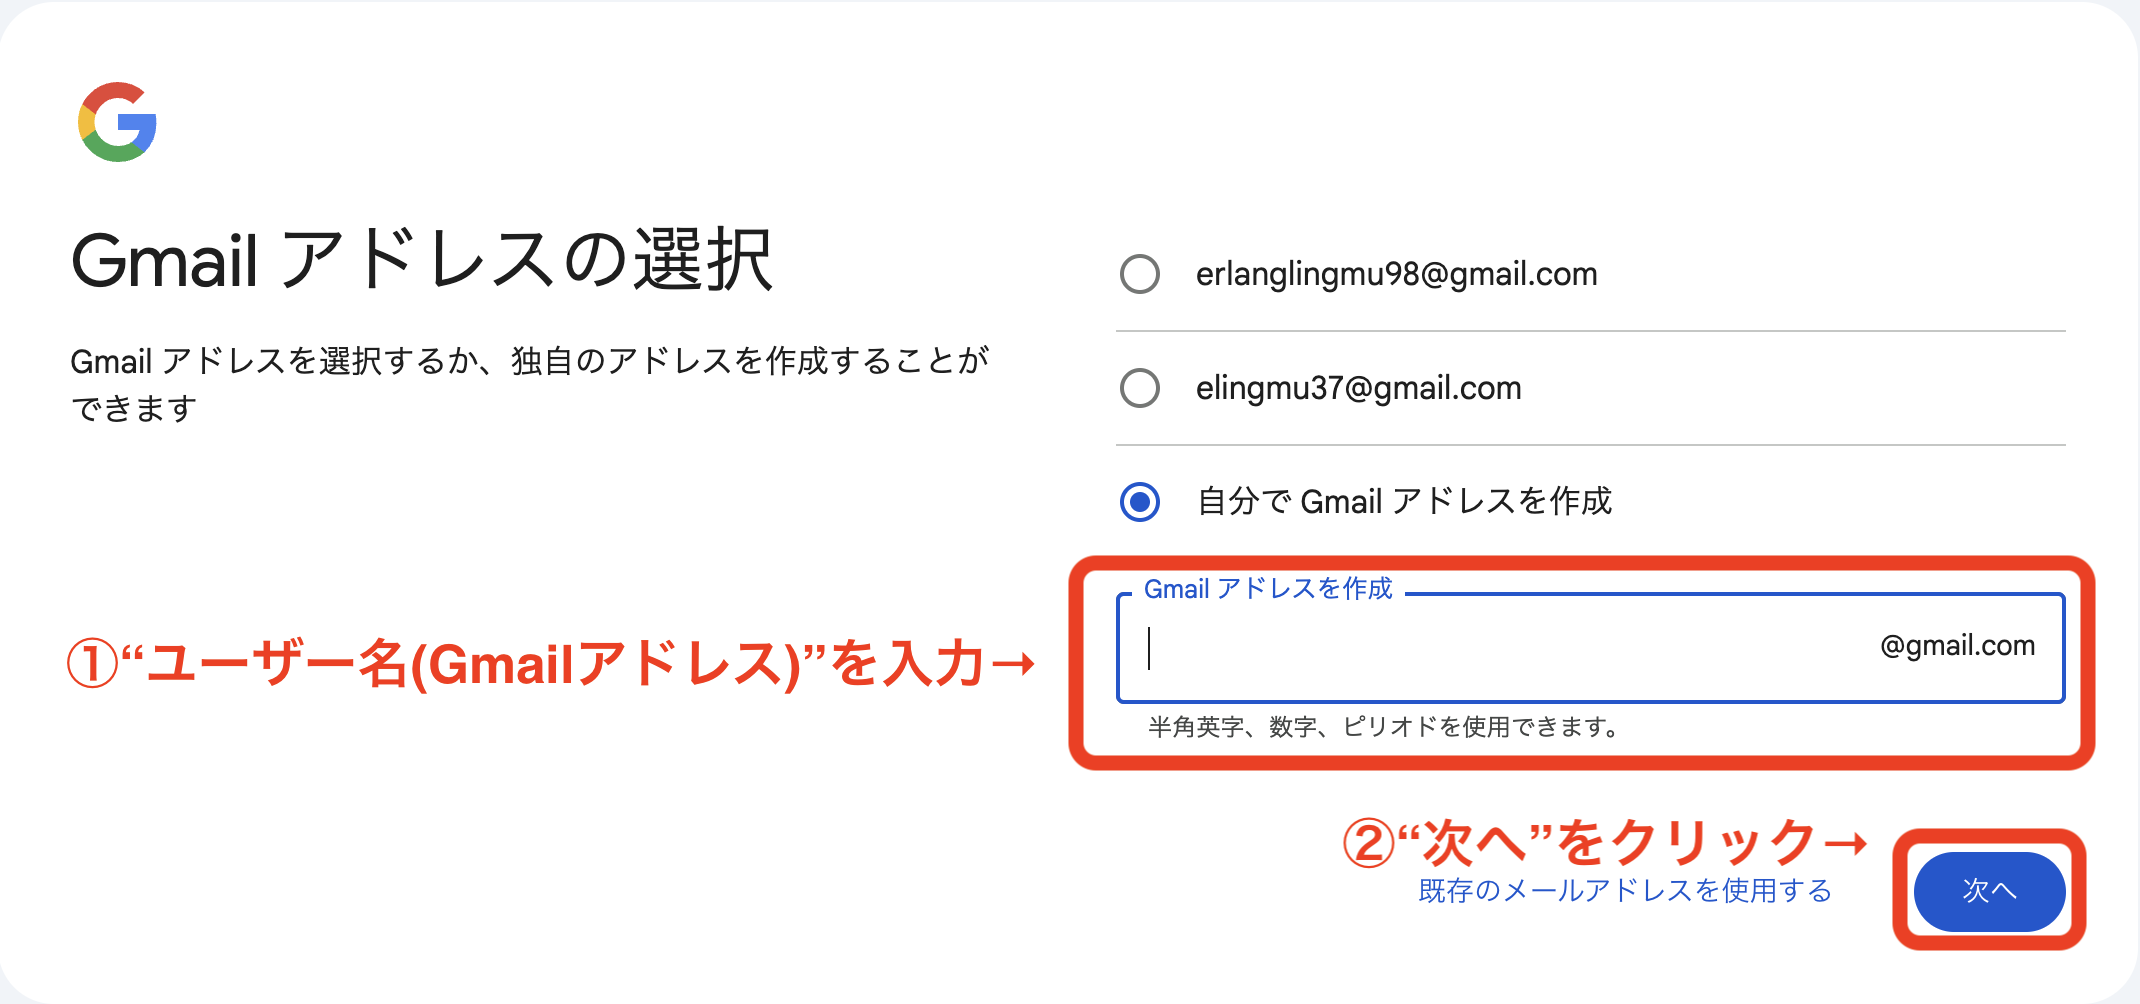 Gmail アドレスの選択
Gmail アドレスを選択するか、独自のアドレスを作成することが
できます
erlanglingmu98@gmail.com
elingmu37@gmail.com
自分で Gmail アドレスを作成
Gmail アドレスを作成
@gmail.com
①“ユーザー名(Gmailアドレス)”を入力→
半角英字、数字、ピリオドを使用できます。
②“次へ”をクリック→
既存のメールアドレスを使用する
次へ